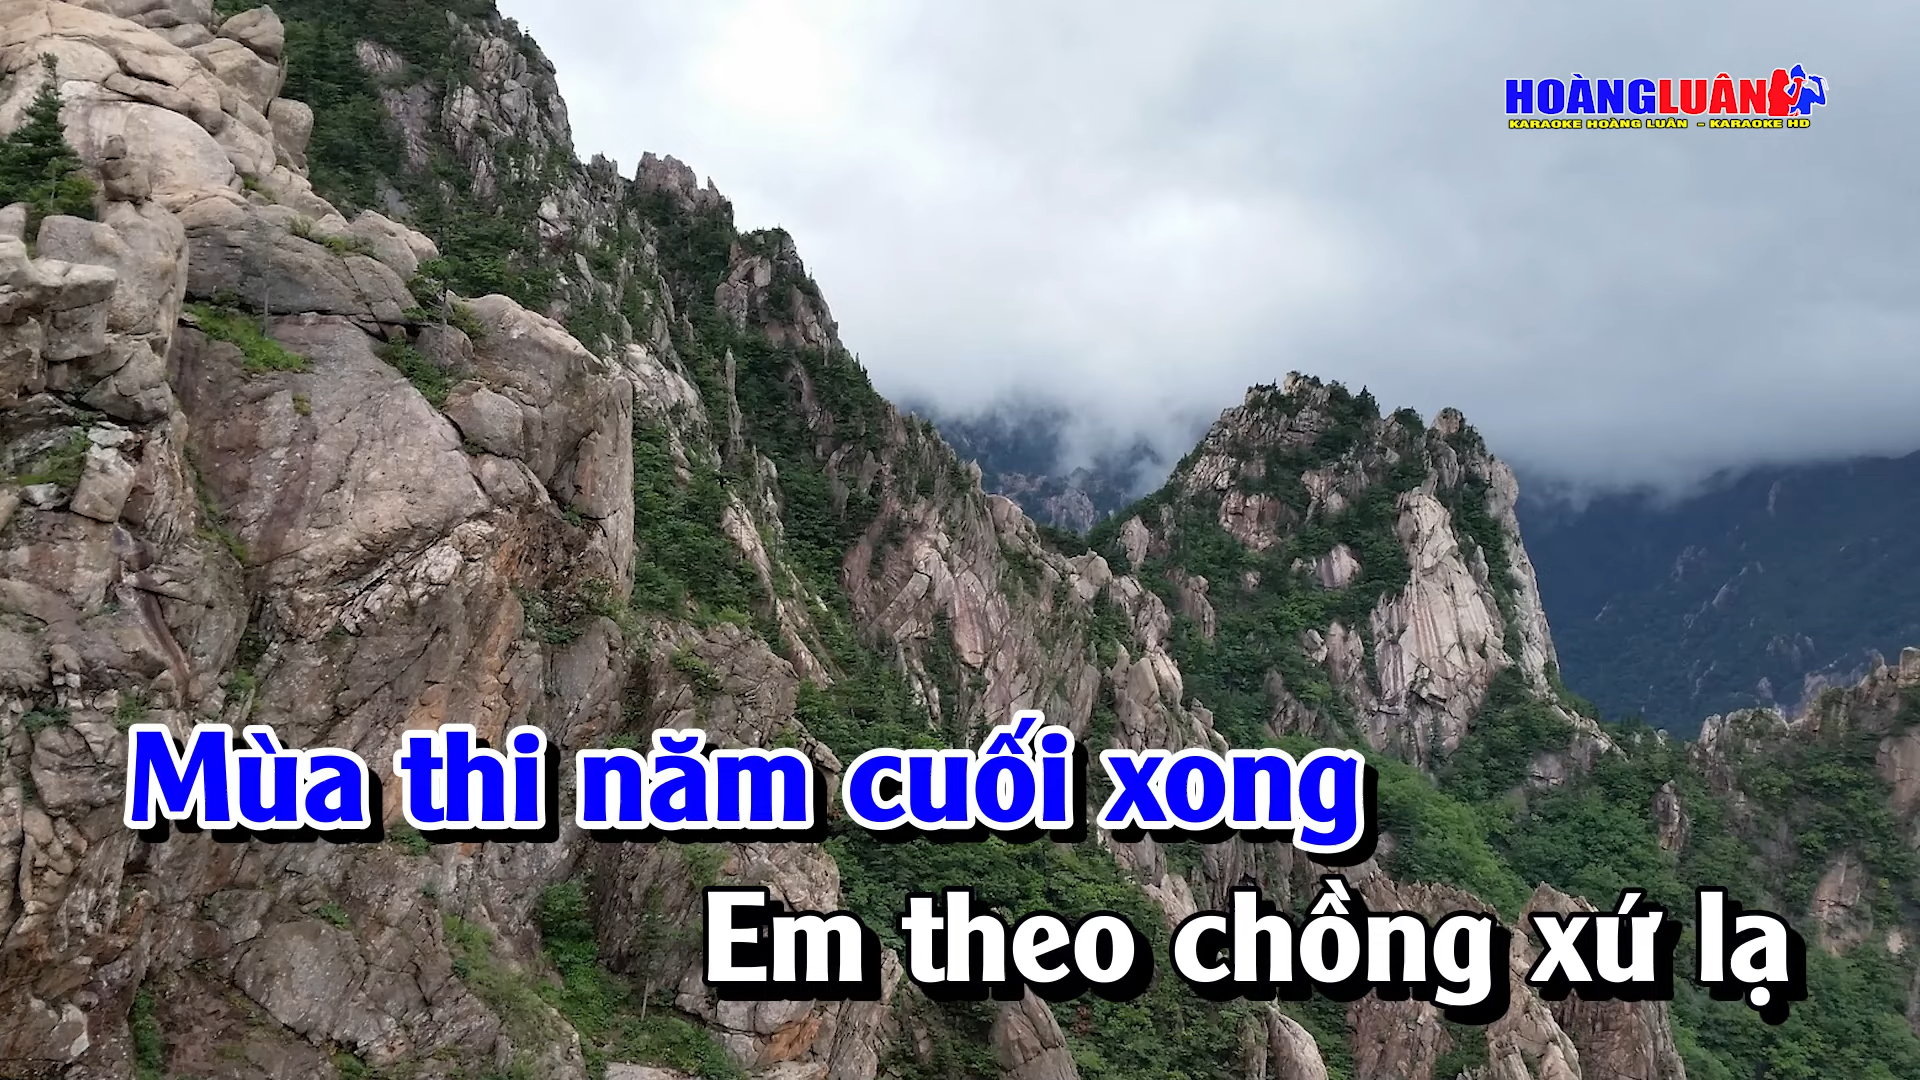 HOÀNGLUÂN
KARAOKE HOÀNG LUÂN - KARAOKE HD
Mùa thi năm cuối xong
Em theo chồng xứ lạ